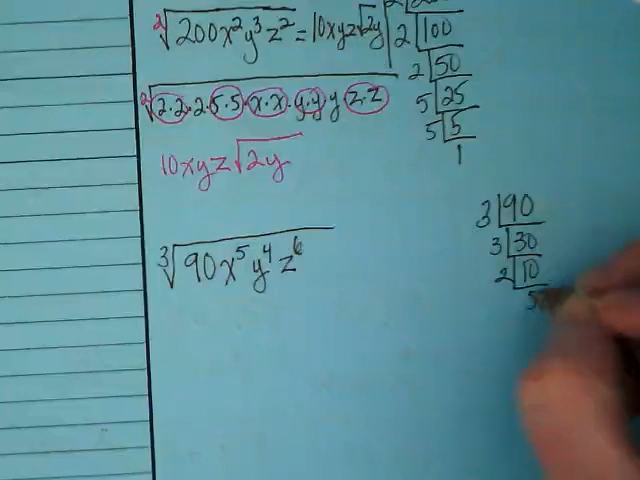 ²√200x²y³z² = 10xyz√2y
²√2·2·2·5·5·x·x·y·y·y·z·z
10xyz√2y
2|100
2|50
5|25
5|5
1
³√90x⁵y⁴z⁶
3|90
3|30
2|10
5